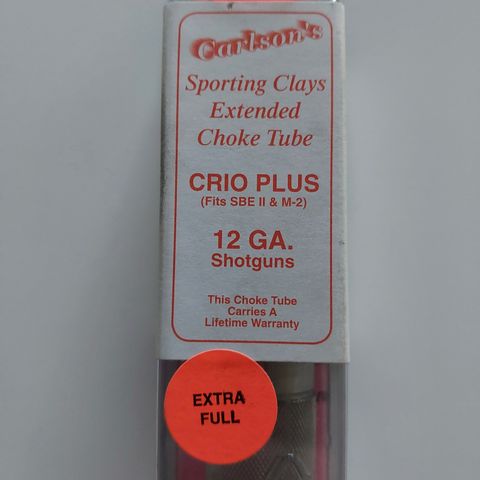 Carlson's
Sporting Clays
Extended
Choke Tube
CRIO PLUS
(Fits SBE II & M-2)
12 GA.
Shotguns
This Choke Tube
Carries A
Lifetime Warranty
EXTRA
FULL